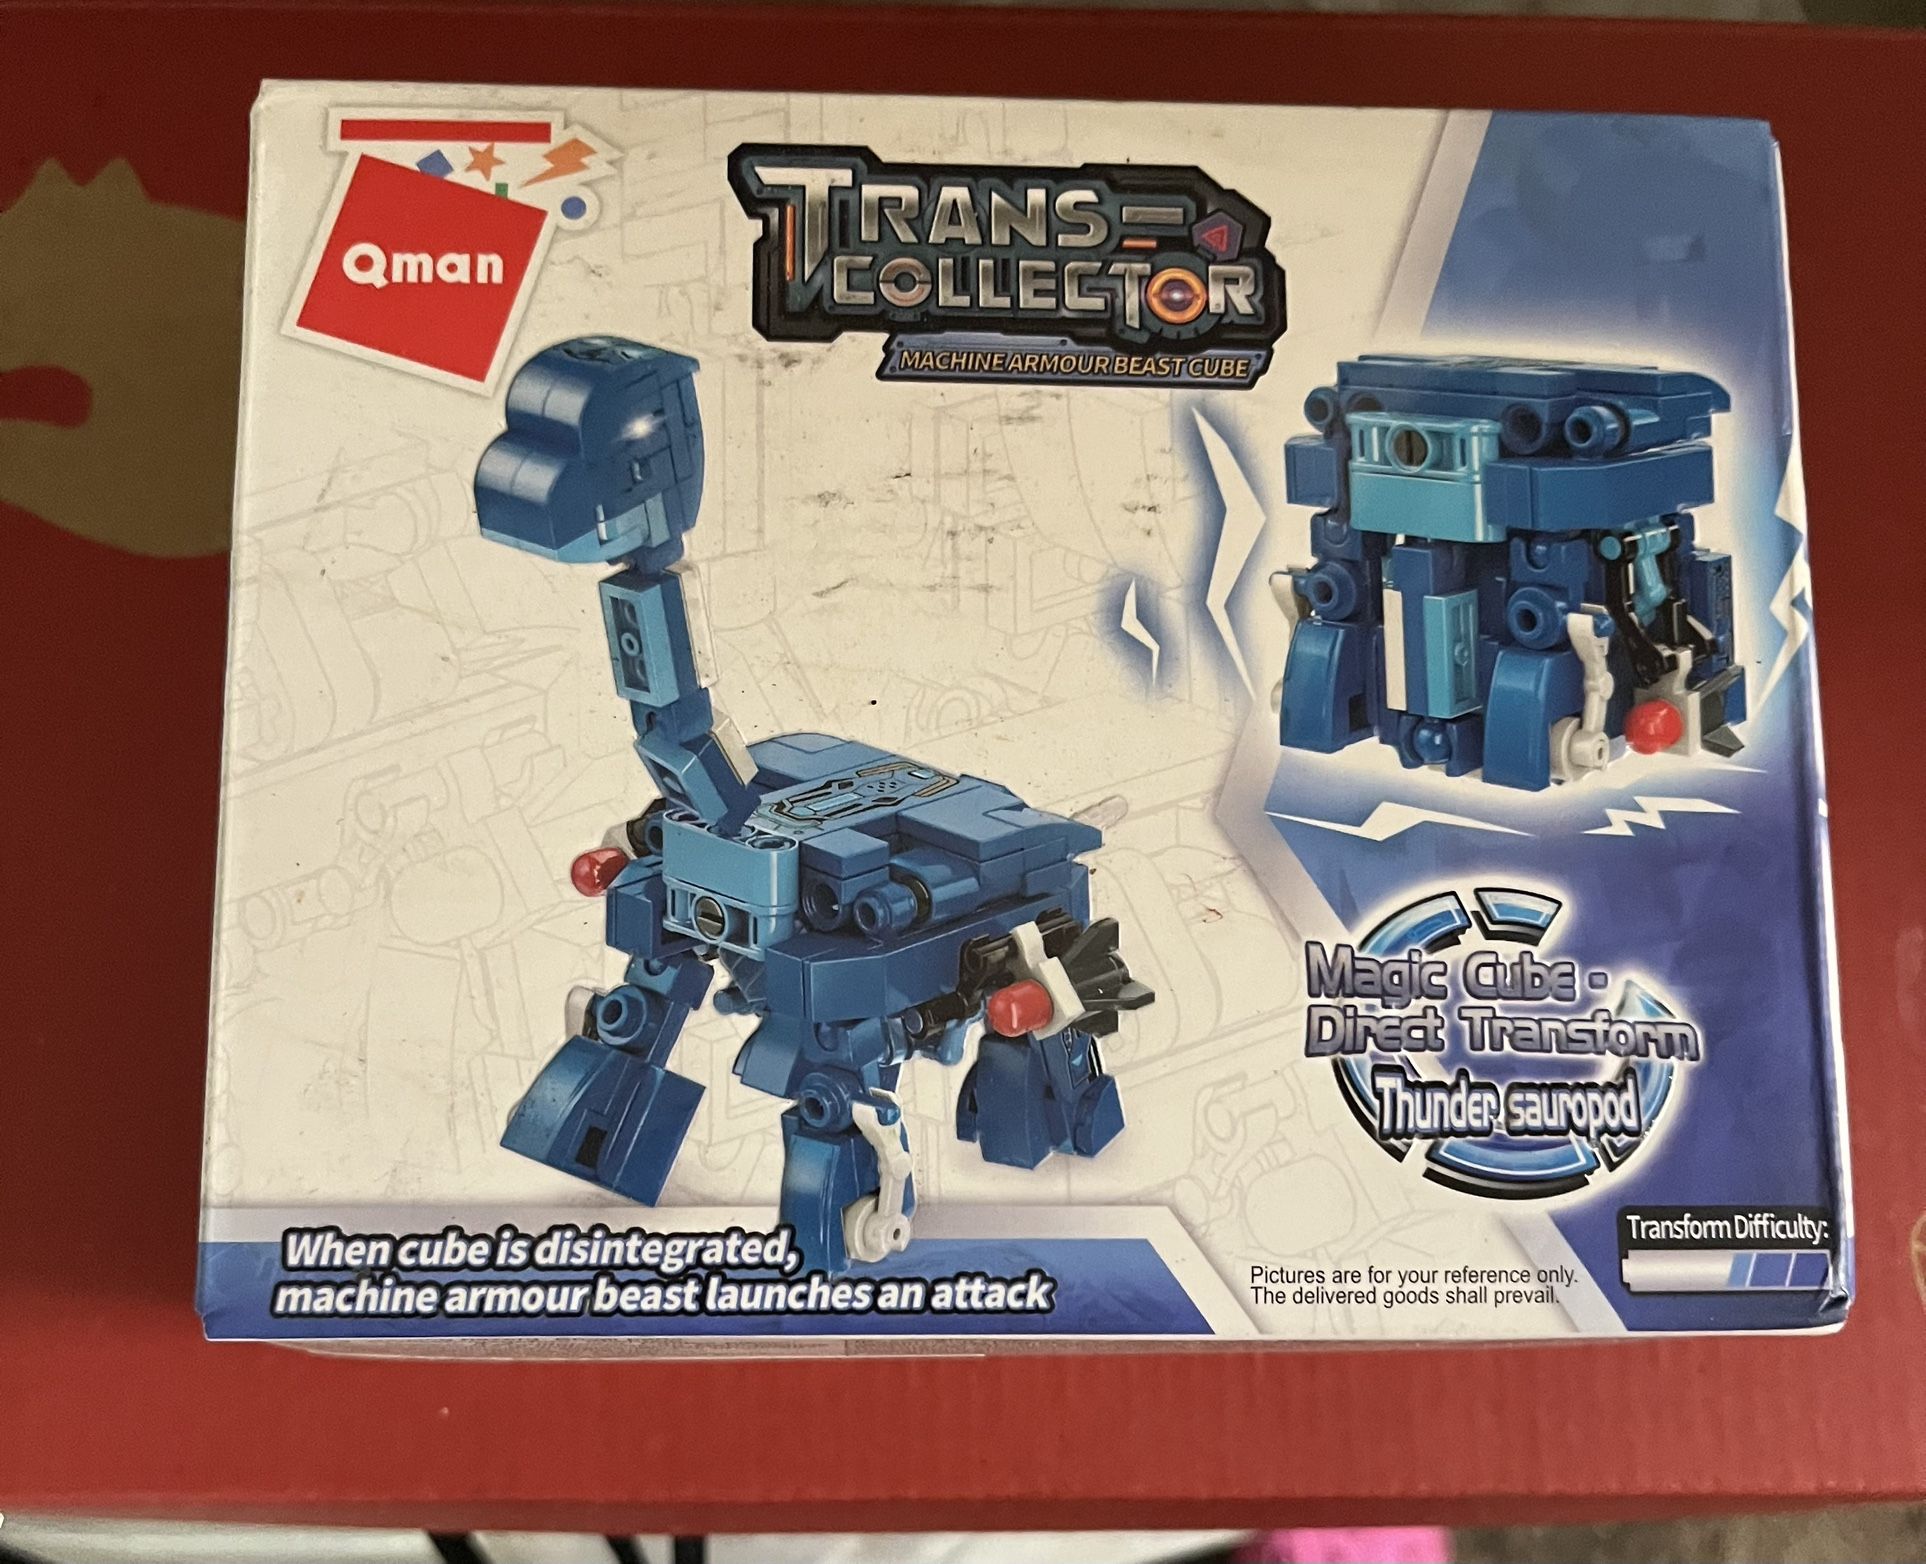 Qman
TRANS-
COLLECTOR
MACHINE ARMOUR BEAST CUBE
Magic Cube -
Direct Transform
Thunder sauropod
Transform Difficulty:
When cube is disintegrated,
machine armour beast launches an attack
Pictures are for your reference only.
The delivered goods shall prevail.